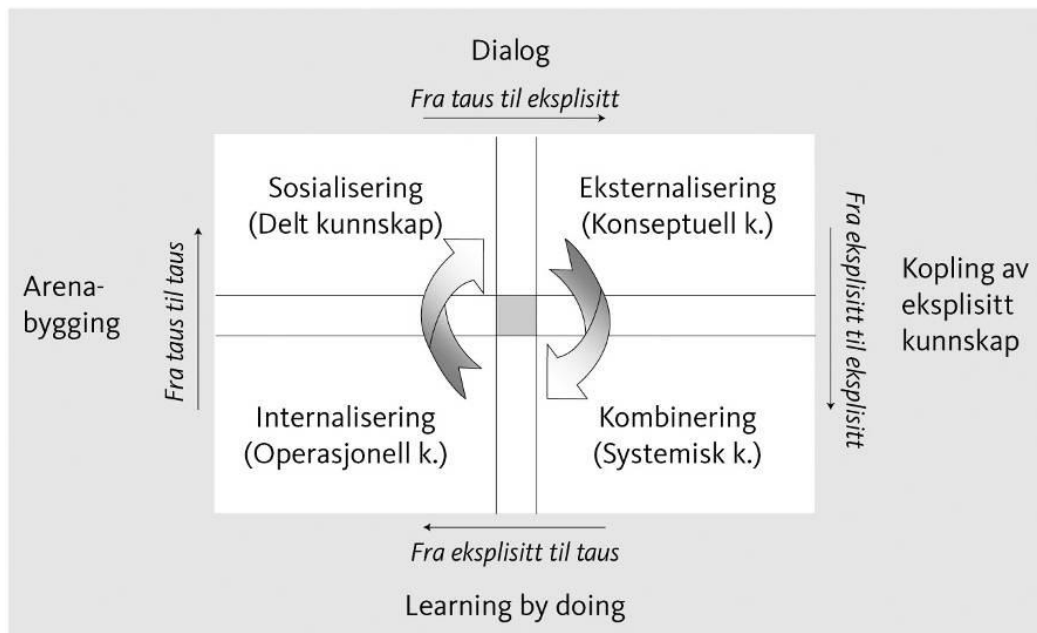 Dialog
Fra taus til eksplisitt
Sosialisering
(Delt kunnskap)
Eksternalisering
(Konseptuell k.)
Arena-
bygging
Fra taus til taus
Fra eksplisitt til eksplisitt
Kopling av
eksplisitt
kunnskap
Internalisering
(Operasjonell k.)
Kombinering
(Systemisk k.)
Fra eksplisitt til taus
Learning by doing